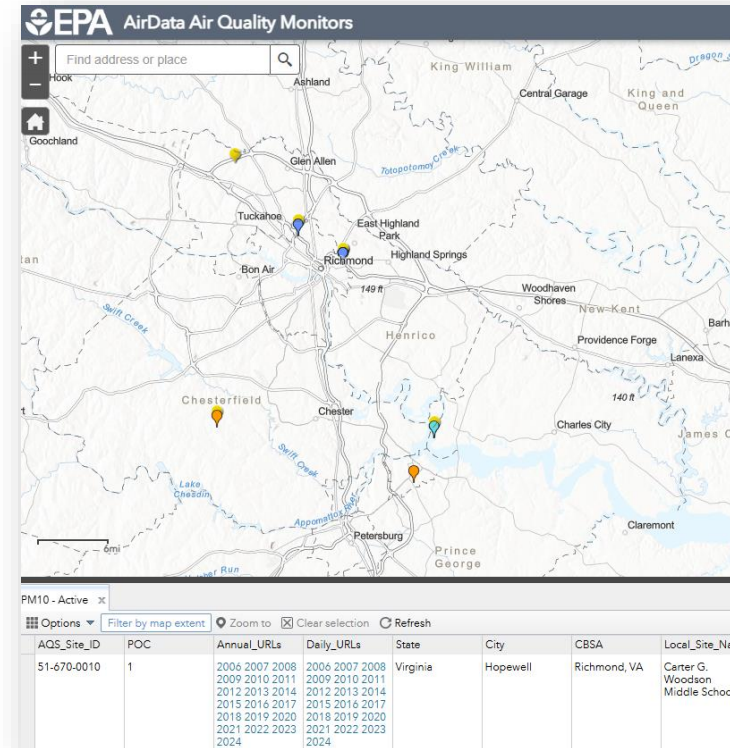 EPA AirData Air Quality Monitors
+
Find address or place
−
Hook
Ashland
King William
Dragon
Central Garage
King and
Queen
Goochland
Glen Allen
Totopotomoy Creek
Tuckahoe
East Highland
Park
Richmond
Highland Springs
Bon Air
149 ft
Woodhaven
Shores
New Kent
Swift Creek
Henrico
Providence Forge
Lanexa
Chesterfield
Chester
140 ft
Charles City
James C
Swift Creek
Lake
Chesdin
Appomattox River
Claremont
6mi
Petersburg
Prince
George
Run
PM10 - Active x
Options Filter by map extent Zoom to Clear selection Refresh
AQS_Site_ID POC Annual_URLs Daily_URLs State City CBSA Local_Site_Na
51-670-0010 1 2006 2007 2008 2006 2007 2008 Virginia Hopewell Richmond, VA Carter G.
2009 2010 2011 2009 2010 2011 Woodson
2012 2013 2014 2012 2013 2014 Middle School
2015 2016 2017 2015 2016 2017
2018 2019 2020 2018 2019 2020
2021 2022 2023 2021 2022 2023
2024 2024